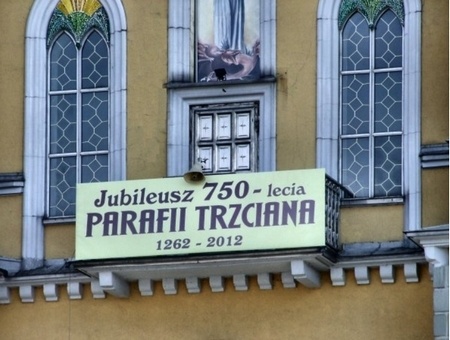 Jubileusz 750 - lecia
PARAFII TRZCIANA
1262 - 2012